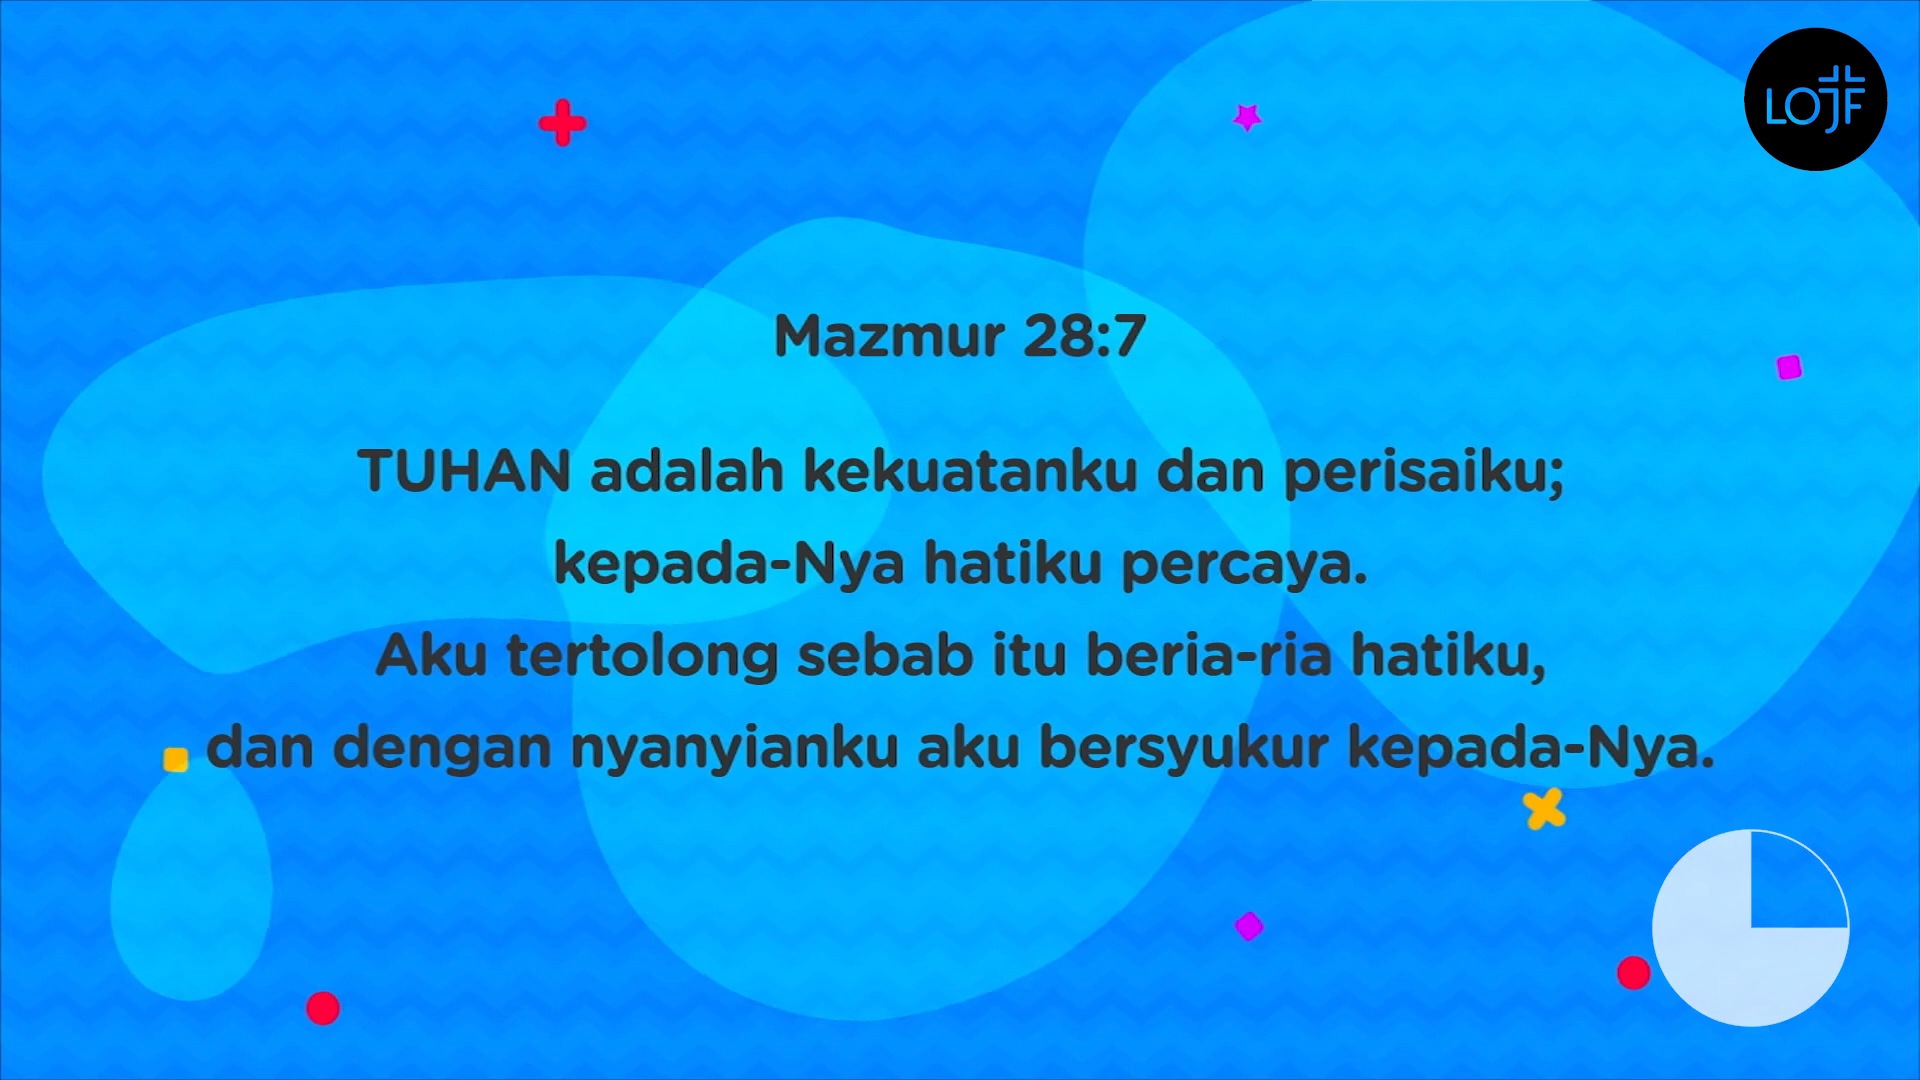 LOJF
Mazmur 28:7
TUHAN adalah kekuatanku dan perisaiku;
kepada-Nya hatiku percaya.
Aku tertolong sebab itu beria-ria hatiku,
dan dengan nyanyianku aku bersyukur kepada-Nya.